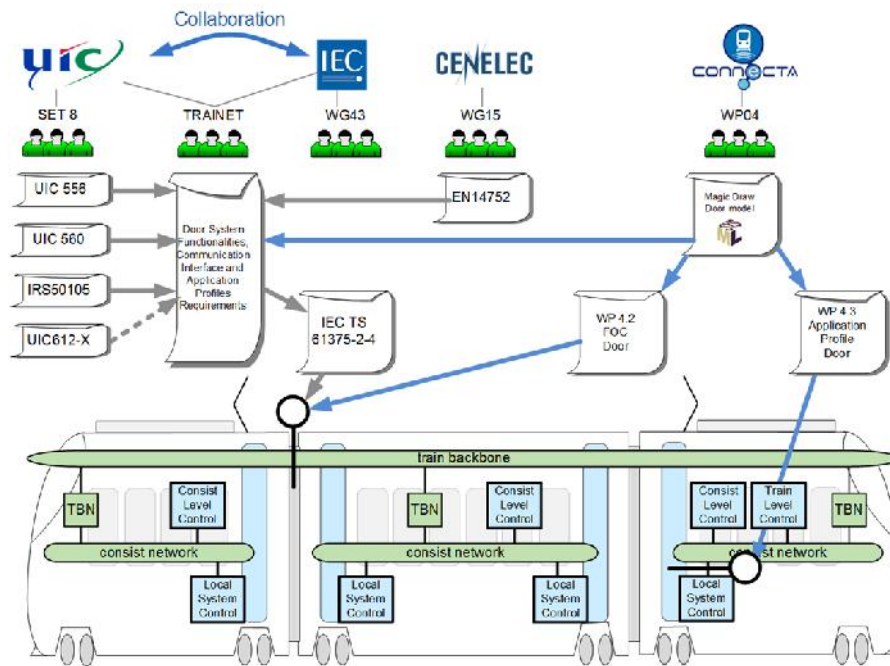 Collaboration
uic
IEC
CENELEC
CONNECTA
SET 8
TRAINET
WG43
WG15
WP04
UIC 556
UIC 560
IRS50105
UIC612-X
Door System
Functionalities,
Communication
Interface and
Application
Profiles
Requirements
EN14752
Magic Draw
Door model
ML
IEC TS
61375-2-4
WP 4.2
FOC
Door
WP 4.3
Application
Profile
Door
train backbone
TBN
Consist
Level
Control
consist network
Local
System
Control
TBN
Consist
Level
Control
consist network
Local
System
Control
Local
System
Control
Consist
Level
Control
Train
Level
Control
TBN
consist network
Local
System
Control